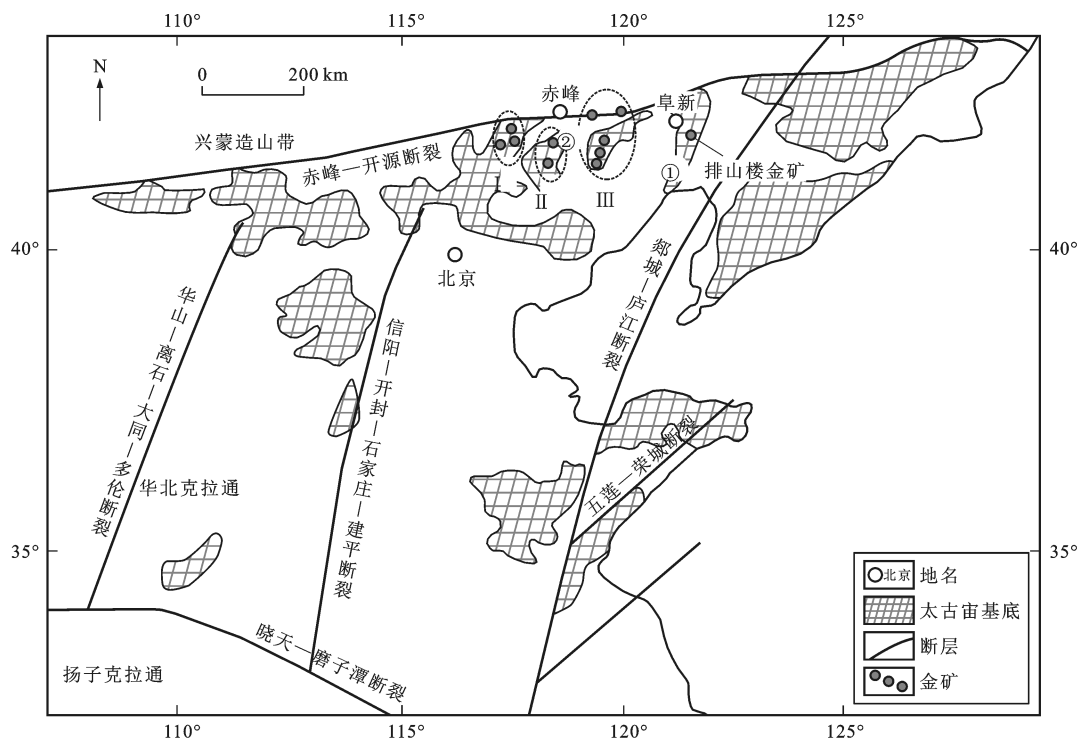 110°
115°
120°
125°
N
0
200 km
赤峰
阜新
兴蒙造山带
赤峰—开源断裂
②
①
排山楼金矿
Ⅰ
Ⅱ
Ⅲ
40°
40°
北京
郯城—庐江断裂
华山—离石—大同—多伦断裂
信阳—开封—石家庄—建平断裂
五莲—荣城断裂
华北克拉通
35°
35°
晓天—磨子潭断裂
扬子克拉通
北京
地名
太古宙基底
断层
金矿
110°
115°
120°
125°